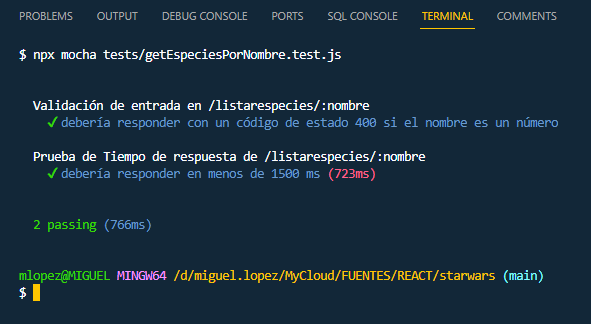 PROBLEMS OUTPUT DEBUG CONSOLE PORTS SQL CONSOLE TERMINAL COMMENTS
$ npx mocha tests/getEspeciesPorNombre.test.js
Validación de entrada en /listarespecies/:nombre
✓ debería responder con un código de estado 400 si el nombre es un número
Prueba de Tiempo de respuesta de /listarespecies/:nombre
✓ debería responder en menos de 1500 ms (723ms)
2 passing (766ms)
mlopez@MIGUEL MINGW64 /d/miguel.lopez/MyCloud/FUENTES/REACT/starwars (main)
$